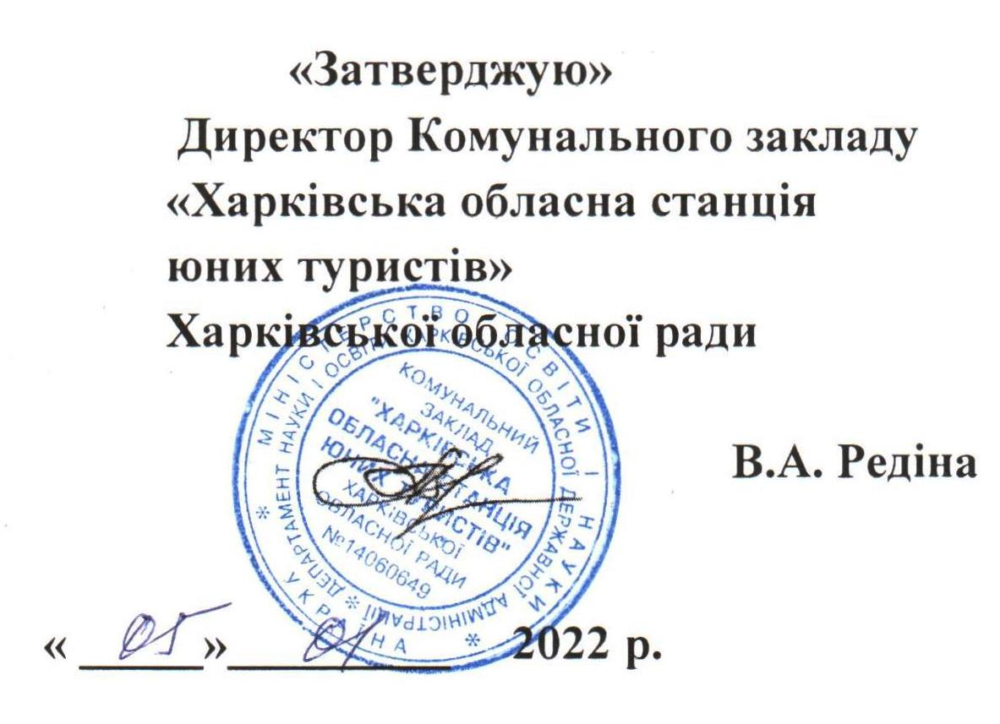 «Затверджую»
Директор Комунального закладу
«Харківська обласна станція
юних туристів»
Харківської обласної ради
МІНІСТЕРСТВО ОСВІТИ І НАУКИ * УКРАЇНА *
ДЕПАРТАМЕНТ НАУКИ І ОСВІТИ ХАРКІВСЬКОЇ ОБЛАСНОЇ ДЕРЖАВНОЇ АДМІНІСТРАЦІЇ *
КОМУНАЛЬНИЙ
ЗАКЛАД
"ХАРКІВСЬКА
ОБЛАСНА СТАНЦІЯ
ЮНИХ ТУРИСТІВ"
ХАРКІВСЬКОЇ
ОБЛАСНОЇ РАДИ
№14060649
В.А. Редіна
« 05 » 01 2022 р.